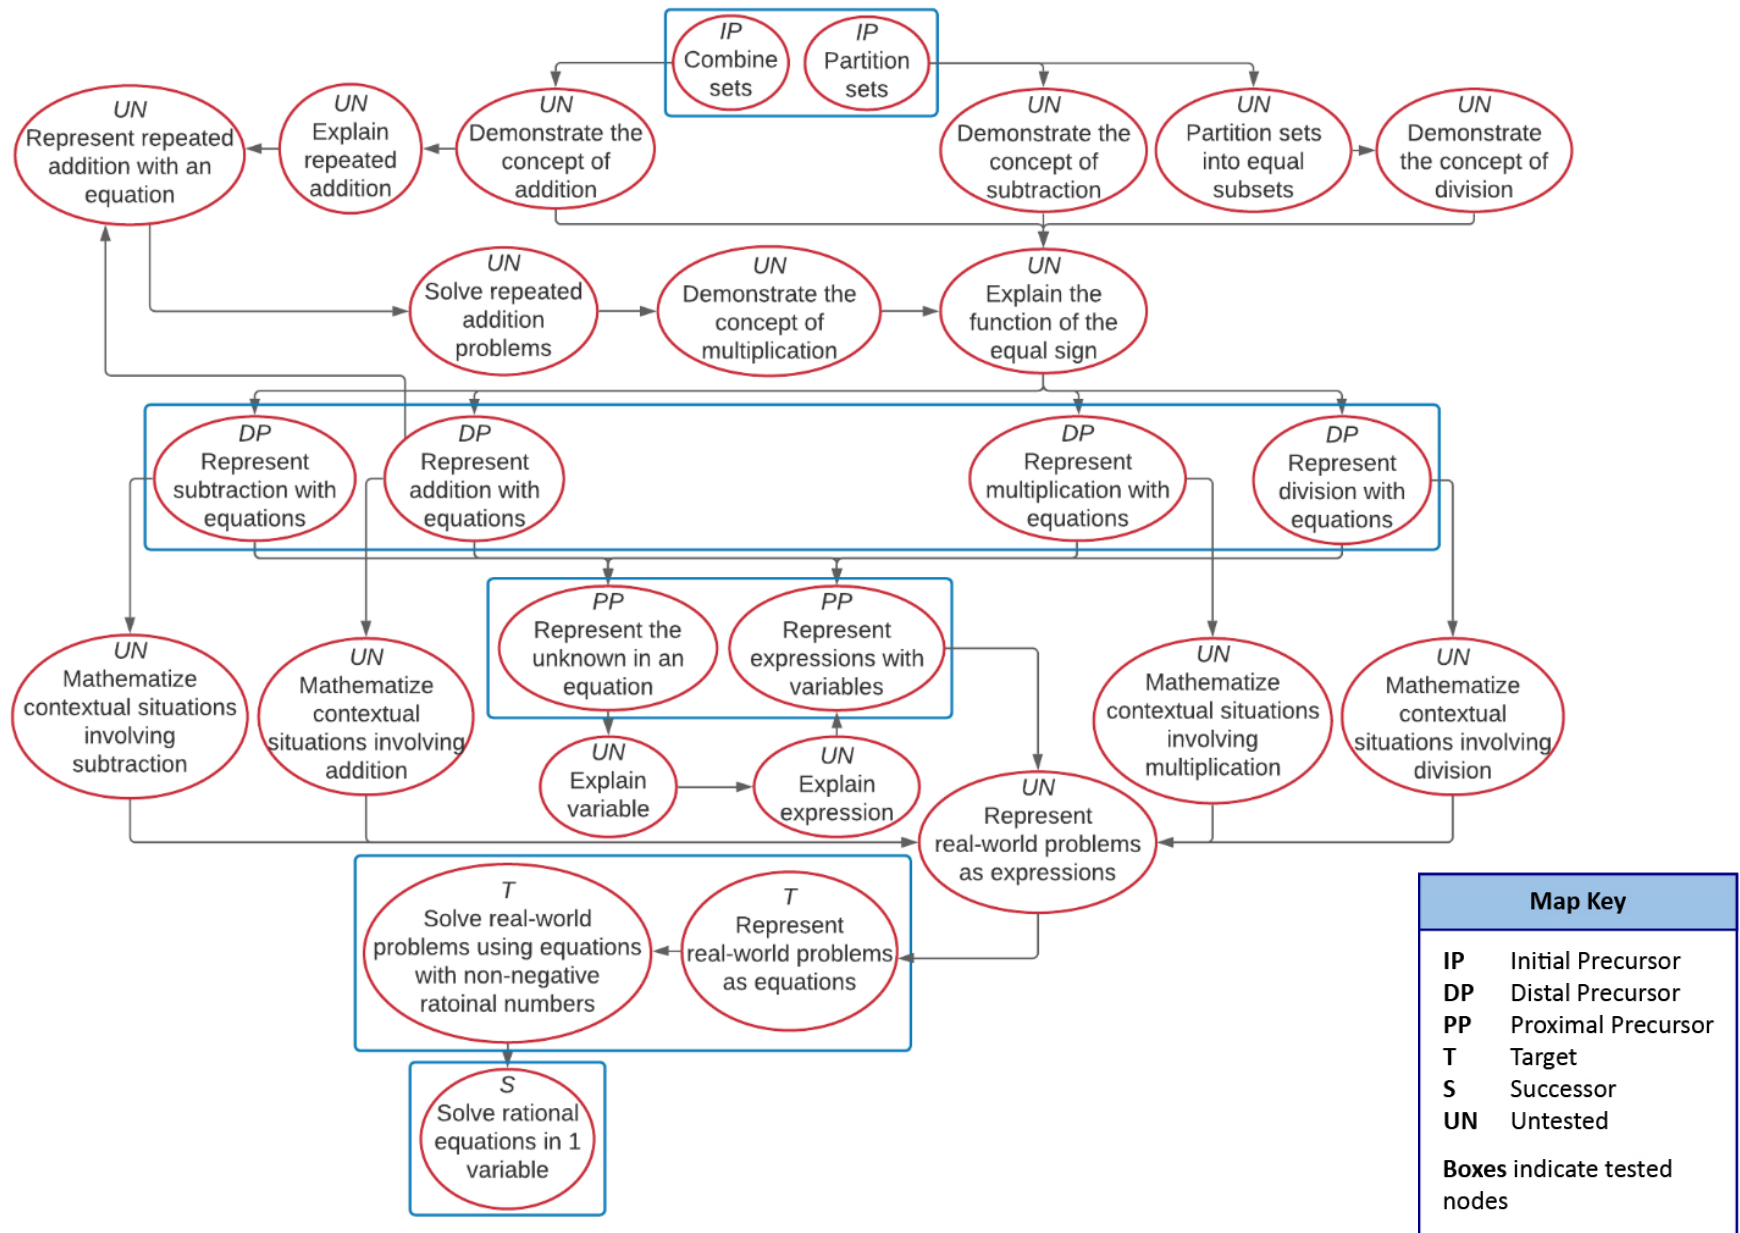 IP
Combine
sets
IP
Partition
sets
UN
Represent repeated
addition with an
equation
UN
Explain
repeated
addition
UN
Demonstrate the
concept of
addition
UN
Demonstrate the
concept of
subtraction
UN
Partition sets
into equal
subsets
UN
Demonstrate
the concept of
division
UN
Solve repeated
addition
problems
UN
Demonstrate the
concept of
multiplication
UN
Explain the
function of the
equal sign
DP
Represent
subtraction with
equations
DP
Represent
addition with
equations
DP
Represent
multiplication with
equations
DP
Represent
division with
equations
PP
Represent the
unknown in an
equation
PP
Represent
expressions with
variables
UN
Mathematize
contextual situations
involving
subtraction
UN
Mathematize
contextual
situations involving
addition
UN
Explain
variable
UN
Explain
expression
UN
Mathematize
contextual situations
involving
multiplication
UN
Mathematize
contextual
situations involving
division
UN
Represent
real-world problems
as expressions
T
Solve real-world
problems using equations
with non-negative
ratoinal numbers
T
Represent
real-world problems
as equations
S
Solve rational
equations in 1
variable
Map Key
IP Initial Precursor
DP Distal Precursor
PP Proximal Precursor
T Target
S Successor
UN Untested
Boxes indicate tested
nodes